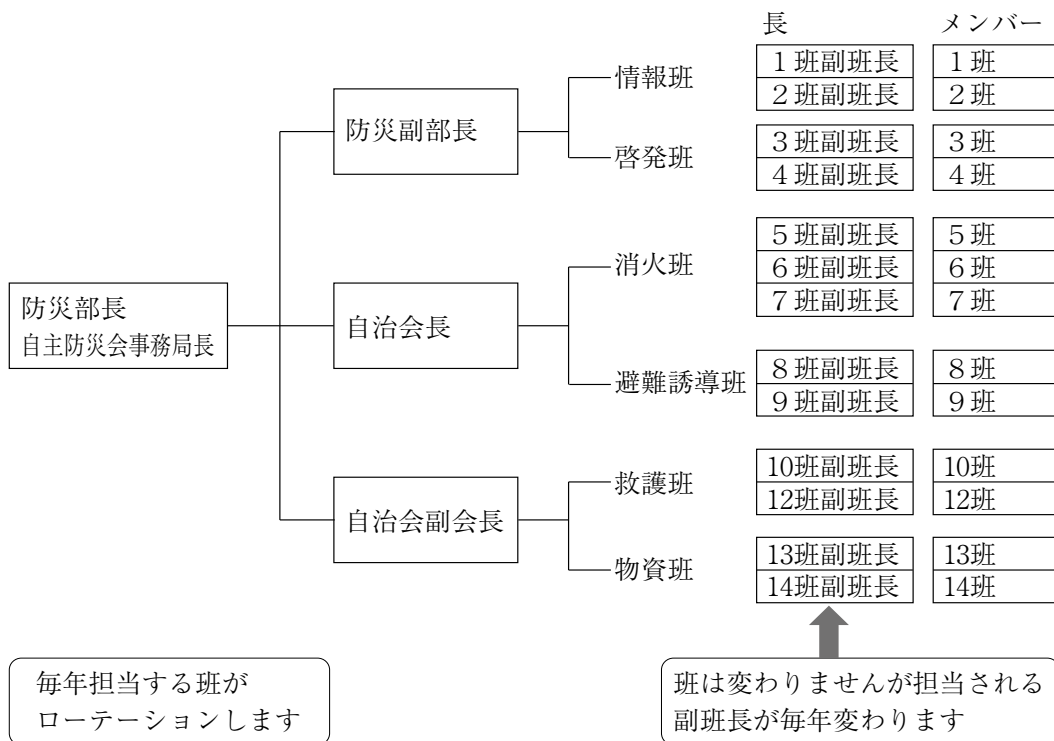 長
メンバー
情報班
1班副班長
1班
2班副班長
2班
防災副部長
啓発班
3班副班長
3班
4班副班長
4班
消火班
5班副班長
5班
6班副班長
6班
7班副班長
7班
防災部長
自主防災会事務局長
自治会長
避難誘導班
8班副班長
8班
9班副班長
9班
救護班
10班副班長
10班
12班副班長
12班
自治会副会長
物資班
13班副班長
13班
14班副班長
14班
毎年担当する班が
ローテーションします
班は変わりませんが担当される
副班長が毎年変わります